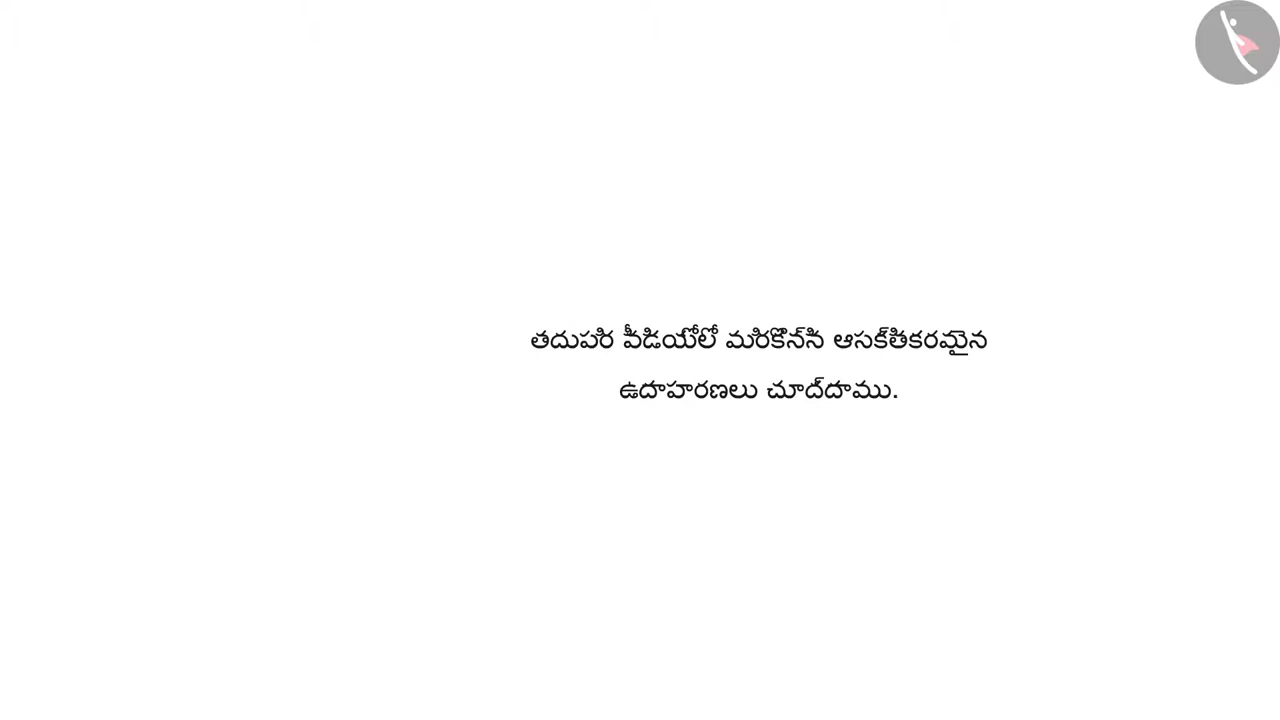 తదుపరి వీడియోలో మరికొన్ని ఆసక్తికరమైన
ఉదాహరణలు చూద్దాము.